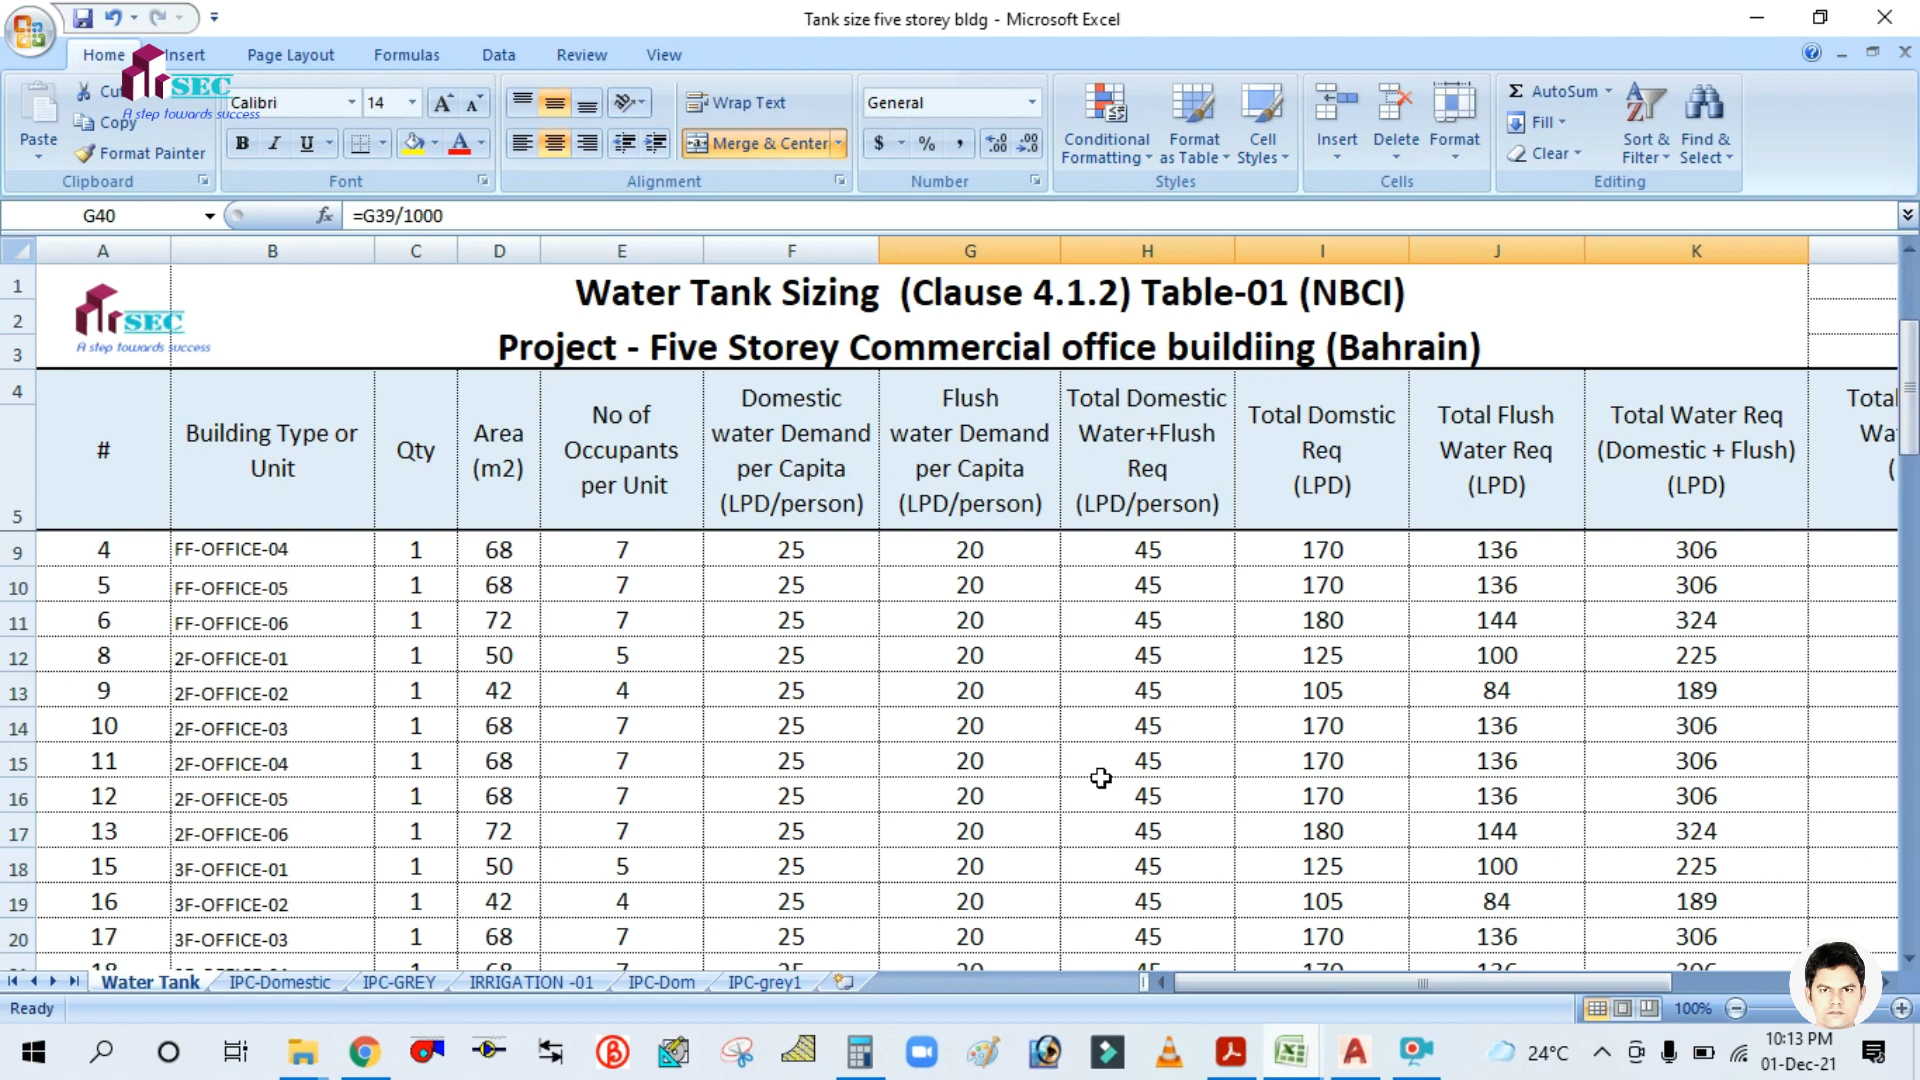 Tank size five storey bldg - Microsoft Excel
Home Insert Page Layout Formulas Data Review View
SEC
A step towards success
Cut
Copy
Format Painter
Paste
Clipboard
Calibri 14
B I U
Font
Wrap Text
Merge & Center
Alignment
General
$ % ,
Number
Conditional Formatting
Format as Table
Cell Styles
Styles
Insert Delete Format
Cells
AutoSum
Fill
Clear
Sort & Filter
Find & Select
Editing
G40 fx =G39/1000
A B C D E F G H I J K
1 Water Tank Sizing (Clause 4.1.2) Table-01 (NBCI)
2 SEC
A step towards success
3 Project - Five Storey Commercial office buildiing (Bahrain)
4
5
#
Building Type or Unit
Qty
Area (m2)
No of Occupants per Unit
Domestic water Demand per Capita (LPD/person)
Flush water Demand per Capita (LPD/person)
Total Domestic Water+Flush Req (LPD/person)
Total Domstic Req (LPD)
Total Flush Water Req (LPD)
Total Water Req (Domestic + Flush) (LPD)
9 4 FF-OFFICE-04 1 68 7 25 20 45 170 136 306
10 5 FF-OFFICE-05 1 68 7 25 20 45 170 136 306
11 6 FF-OFFICE-06 1 72 7 25 20 45 180 144 324
12 8 2F-OFFICE-01 1 50 5 25 20 45 125 100 225
13 9 2F-OFFICE-02 1 42 4 25 20 45 105 84 189
14 10 2F-OFFICE-03 1 68 7 25 20 45 170 136 306
15 11 2F-OFFICE-04 1 68 7 25 20 45 170 136 306
16 12 2F-OFFICE-05 1 68 7 25 20 45 170 136 306
17 13 2F-OFFICE-06 1 72 7 25 20 45 180 144 324
18 15 3F-OFFICE-01 1 50 5 25 20 45 125 100 225
19 16 3F-OFFICE-02 1 42 4 25 20 45 105 84 189
20 17 3F-OFFICE-03 1 68 7 25 20 45 170 136 306
Water Tank IPC-Domestic IPC-GREY IRRIGATION -01 IPC-Dom IPC-grey1
Ready 100%
24°C
10:13 PM
01-Dec-21